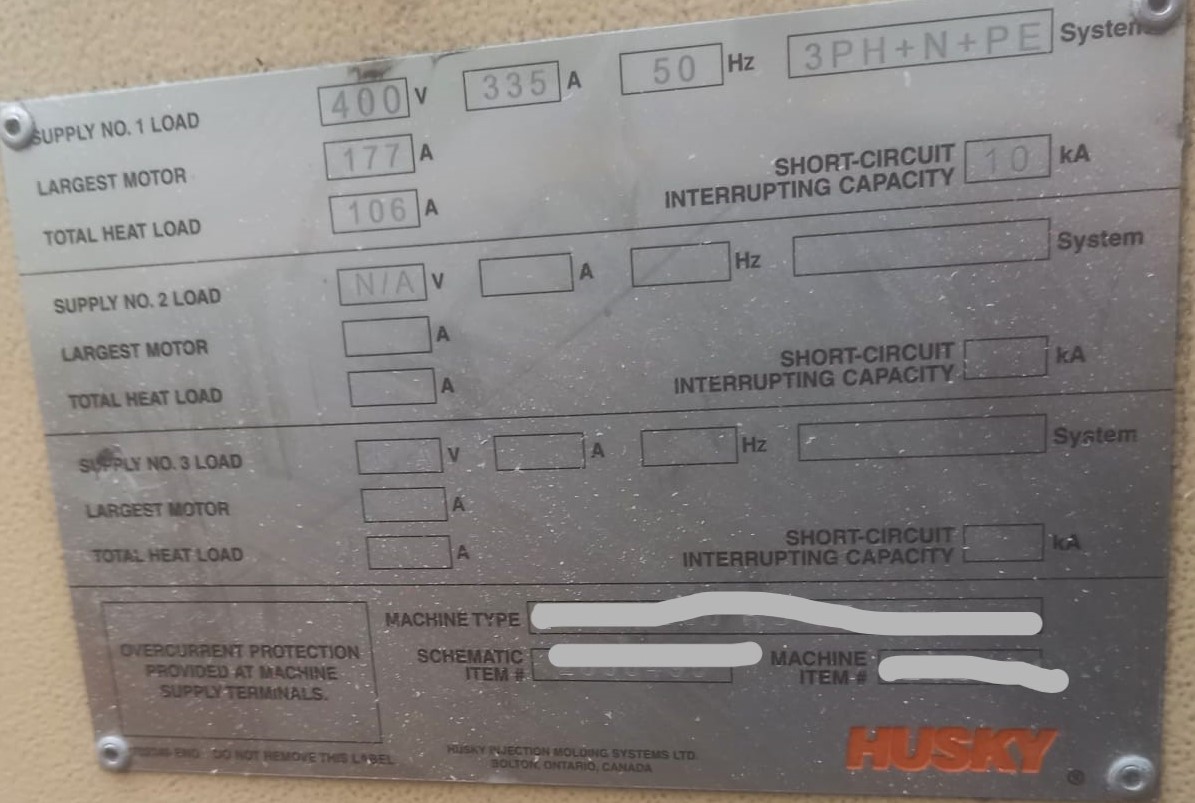 SUPPLY NO. 1 LOAD 400 V 335 A 50 Hz 3PH+N+PE System
LARGEST MOTOR 177 A
SHORT-CIRCUIT
INTERRUPTING CAPACITY 10 kA
TOTAL HEAT LOAD 106 A
SUPPLY NO. 2 LOAD N/A V A Hz System
LARGEST MOTOR A
SHORT-CIRCUIT
INTERRUPTING CAPACITY kA
TOTAL HEAT LOAD A
SUPPLY NO. 3 LOAD V A Hz System
LARGEST MOTOR A
SHORT-CIRCUIT
INTERRUPTING CAPACITY kA
TOTAL HEAT LOAD A
OVERCURRENT PROTECTION
PROVIDED AT MACHINE
SUPPLY TERMINALS.
MACHINE TYPE
SCHEMATIC
ITEM #
MACHINE
ITEM #
DO NOT REMOVE THIS LABEL
HUSKY INJECTION MOLDING SYSTEMS LTD.
BOLTON, ONTARIO, CANADA
HUSKY ®